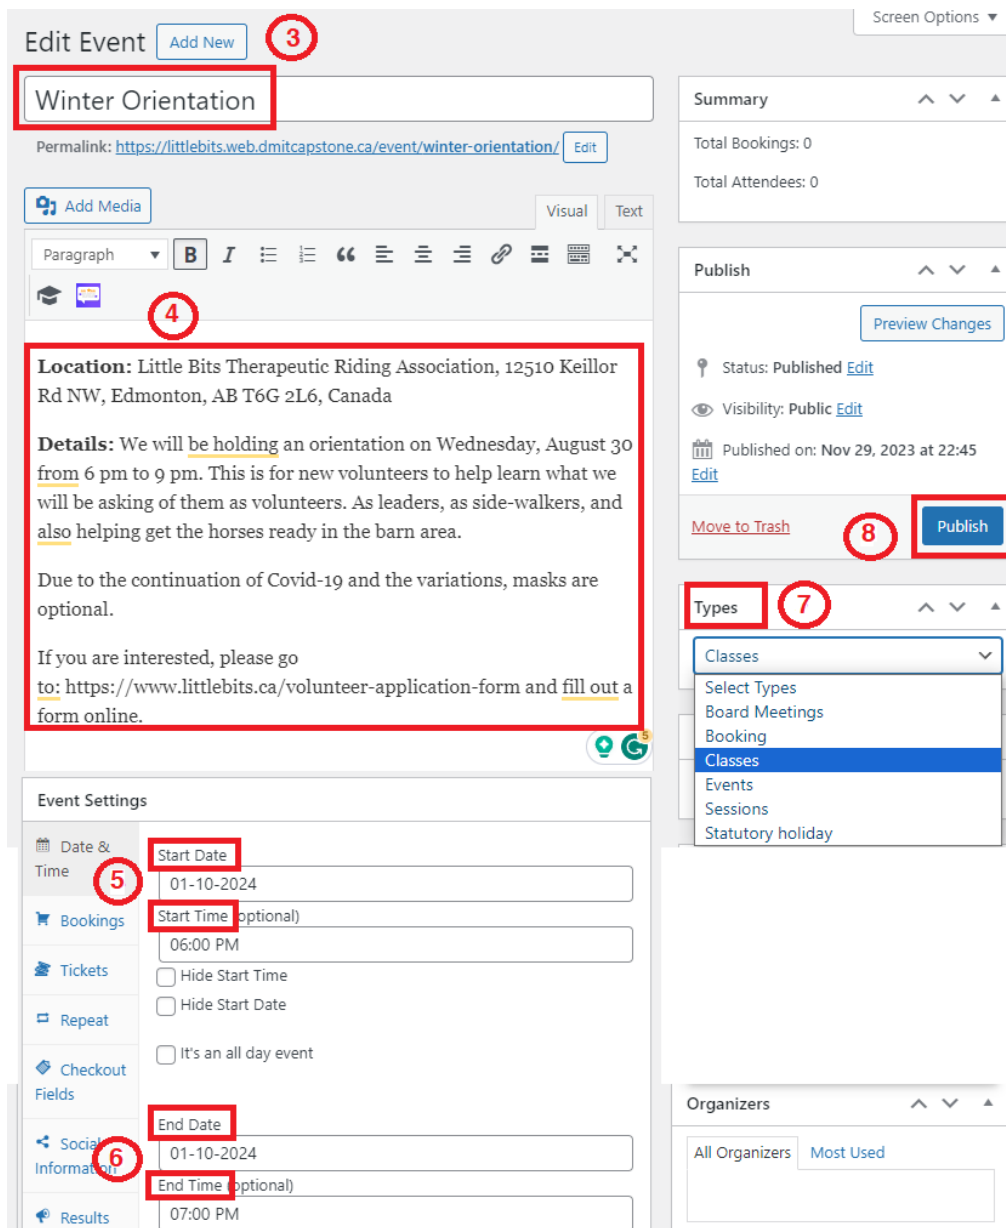 Screen Options ▼
Edit Event
Add New
3
Winter Orientation
Permalink: https://littlebits.web.dmitcapstone.ca/event/winter-orientation/
Edit
Add Media
Visual
Text
Paragraph ▼
B
I
4
Location: Little Bits Therapeutic Riding Association, 12510 Keillor
Rd NW, Edmonton, AB T6G 2L6, Canada
Details: We will be holding an orientation on Wednesday, August 30
from 6 pm to 9 pm. This is for new volunteers to help learn what we
will be asking of them as volunteers. As leaders, as side-walkers, and
also helping get the horses ready in the barn area.
Due to the continuation of Covid-19 and the variations, masks are
optional.
If you are interested, please go
to: https://www.littlebits.ca/volunteer-application-form and fill out a
form online.
5
Event Settings
Date &
Time
5
Bookings
Tickets
Repeat
Checkout
Fields
Social
Information
6
Results
Start Date
01-10-2024
Start Time (optional)
06:00 PM
Hide Start Time
Hide Start Date
It's an all day event
End Date
01-10-2024
End Time (optional)
07:00 PM
Summary
Total Bookings: 0
Total Attendees: 0
Publish
Preview Changes
Status: Published Edit
Visibility: Public Edit
Published on: Nov 29, 2023 at 22:45
Edit
Move to Trash
8
Publish
Types
7
Classes
Select Types
Board Meetings
Booking
Classes
Events
Sessions
Statutory holiday
Organizers
All Organizers
Most Used